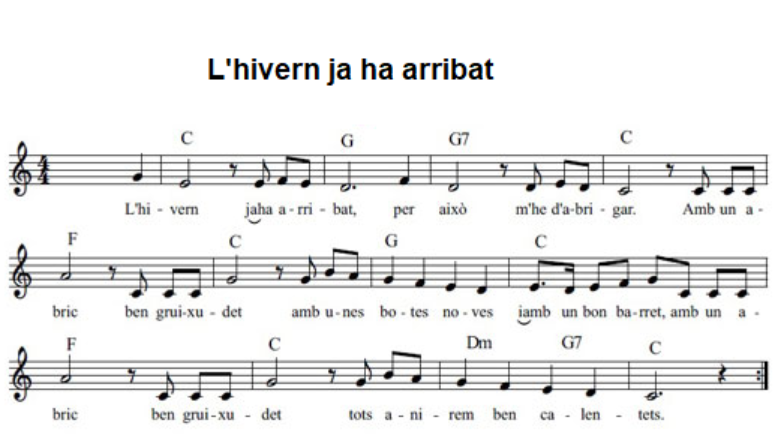 L'hivern ja ha arribat
C G G7 C
4
4
L'hi - vern jaha a - rri - bat, per això m'he d'a-bri - gar. Amb un a -
F C G C
bric ben grui-xu - det amb u-nes bo - tes no - ves iamb un bon ba-rret, amb un a -
F C Dm G7 C
bric ben grui-xu - det tots a - ni - rem ben ca - len - tets.